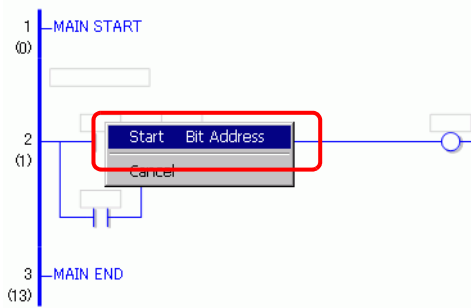 1 MAIN START
(0)
Start Bit Address
2
(1)
Cancel
3 MAIN END
(13)